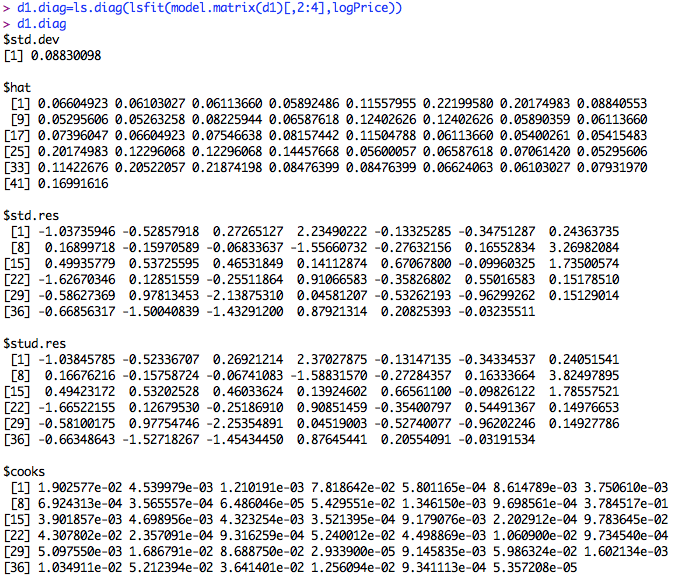 > d1.diag=ls.diag(lsfit(model.matrix(d1)[,2:4],logPrice))
> d1.diag
$std.dev
[1] 0.08830098
$hat
[1] 0.06604923 0.06103027 0.06113660 0.05892486 0.11557955 0.22199580 0.20174983 0.08840553
[9] 0.05295606 0.05263258 0.08225944 0.06587618 0.12402626 0.12402626 0.05890359 0.06113660
[17] 0.07396047 0.06604923 0.07546638 0.08157442 0.11504788 0.06113660 0.05400261 0.05415483
[25] 0.20174983 0.12296068 0.12296068 0.14457668 0.05600057 0.06587618 0.07061420 0.05295606
[33] 0.11422676 0.20522057 0.21874198 0.08476399 0.08476399 0.06624063 0.06103027 0.07931970
[41] 0.16991616
$std.res
[1] -1.03735946 -0.52857918 0.27265127 2.23490222 -0.13325285 -0.34751287 0.24363735
[8] 0.16899718 -0.15970589 -0.06833637 -1.55660732 -0.27632156 0.16552834 3.26982084
[15] 0.49935779 0.53725595 0.46531849 0.14112874 0.67067800 -0.09960325 1.73500574
[22] -1.62670346 0.12851559 -0.25511864 0.91066583 -0.35826802 0.55016583 0.15178510
[29] -0.58627369 0.97813453 -2.13875310 0.04581207 -0.53262193 -0.96299262 0.15129014
[36] -0.66856317 -1.50040839 -1.43291200 0.87921314 0.20825393 -0.03235511
$stud.res
[1] -1.03845785 -0.52336707 0.26921214 2.37027875 -0.13147135 -0.34334537 0.24051541
[8] 0.16676216 -0.15758724 -0.06741083 -1.58831570 -0.27284357 0.16333664 3.82497895
[15] 0.49423172 0.53202528 0.46033624 0.13924602 0.66561100 -0.09826122 1.78557521
[22] -1.66522155 0.12679530 -0.25186910 0.90851459 -0.35400797 0.54491367 0.14976653
[29] -0.58100175 0.97754746 -2.25354891 0.04519003 -0.52740077 -0.96202246 0.14927786
[36] -0.66348643 -1.52718267 -1.45434450 0.87645441 0.20554091 -0.03191534
$cooks
[1] 1.902577e-02 4.539979e-03 1.210191e-03 7.818642e-02 5.801165e-04 8.614789e-03 3.750610e-03
[8] 6.924313e-04 3.565557e-04 6.486046e-05 5.429551e-02 1.346150e-03 9.698561e-04 3.784517e-01
[15] 3.901857e-03 4.698956e-03 4.323254e-03 3.521395e-04 9.179076e-03 2.202912e-04 9.783645e-02
[22] 4.307802e-02 2.357091e-04 9.316259e-04 5.240012e-02 4.498869e-03 1.060900e-02 9.734540e-04
[29] 5.097550e-03 1.686791e-02 8.688750e-02 2.933900e-05 9.145835e-03 5.986324e-02 1.602134e-03
[36] 1.034911e-02 5.212394e-02 3.641401e-02 1.256094e-02 9.341113e-04 5.357208e-05